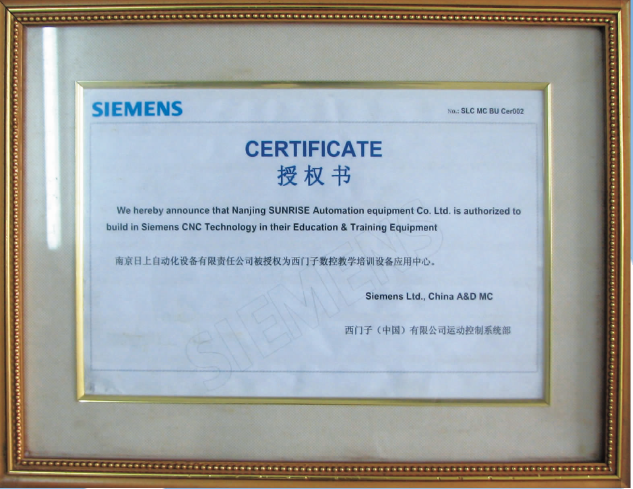 SIEMENS
No.: SLC MC BU Cer002
CERTIFICATE
授权书
We hereby announce that Nanjing SUNRISE Automation equipment Co. Ltd. is authorized to
build in Siemens CNC Technology in their Education & Training Equipment
南京日上自动化设备有限责任公司被授权为西门子数控教学培训设备应用中心。
Siemens Ltd., China A&D MC
西门子（中国）有限公司运动控制系统部
SIEMENS